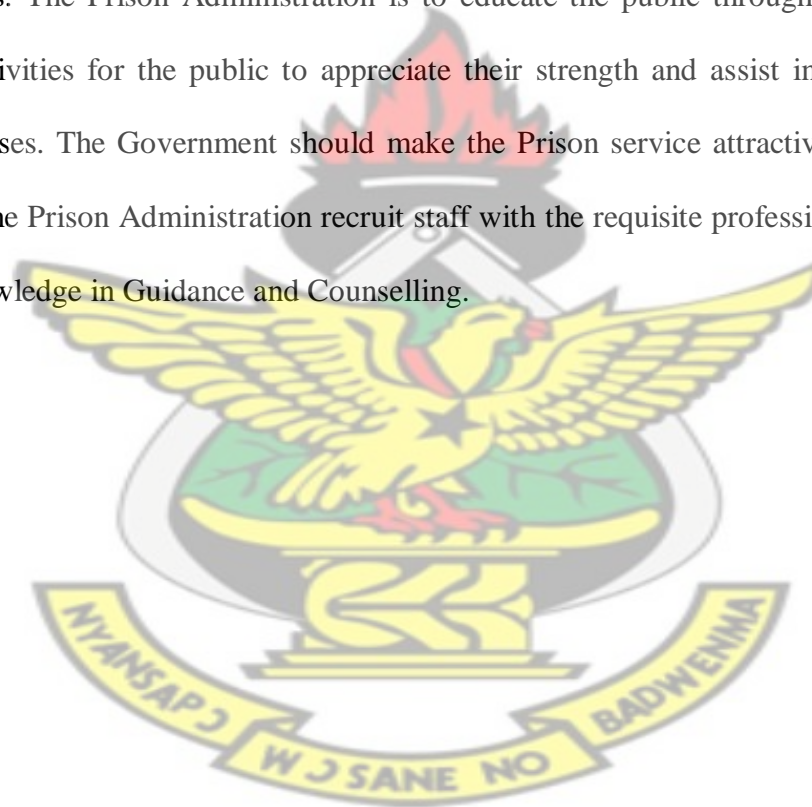 s. The Prison Administration is to educate the public through
ivities for the public to appreciate their strength and assist in
ses. The Government should make the Prison service attractiv
ne Prison Administration recruit staff with the requisite professi
wledge in Guidance and Counselling.
NYANSAPƆ
WƆSANE NO
BADWENMA